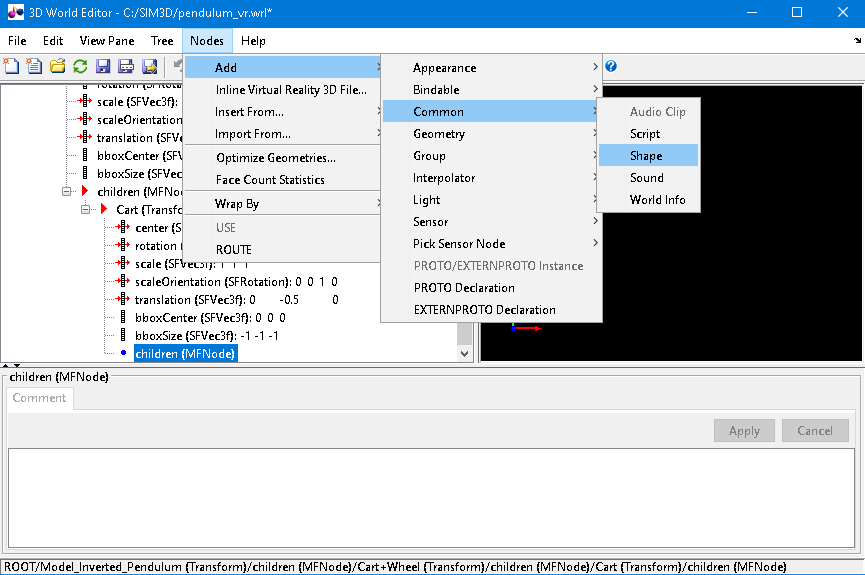 3D World Editor - C:/SIM3D/pendulum_vr.wrl*
File Edit View Pane Tree Nodes Help
rotation (SFRotation):
scale (SFVec3f):
scaleOrientation
translation (SFVe
bboxCenter (SFVec
bboxSize (SFVec
children (MFNod
Cart (Transfo
center (S
rotation (
scale (SFVec3f): 1 1 1
scaleOrientation (SFRotation): 0 0 1 0
translation (SFVec3f): 0 -0.5 0
bboxCenter (SFVec3f): 0 0 0
bboxSize (SFVec3f): -1 -1 -1
children (MFNode)
Add
Inline Virtual Reality 3D File...
Insert From...
Import From...
Optimize Geometries...
Face Count Statistics
Wrap By
USE
ROUTE
Appearance
Bindable
Common
Geometry
Group
Interpolator
Light
Sensor
Pick Sensor Node
PROTO/EXTERNPROTO Instance
PROTO Declaration
EXTERNPROTO Declaration
Audio Clip
Script
Shape
Sound
World Info
children (MFNode)
Comment
Apply Cancel
ROOT/Model_Inverted_Pendulum (Transform)/children (MFNode)/Cart+Wheel (Transform)/children (MFNode)/Cart (Transform)/children (MFNode)